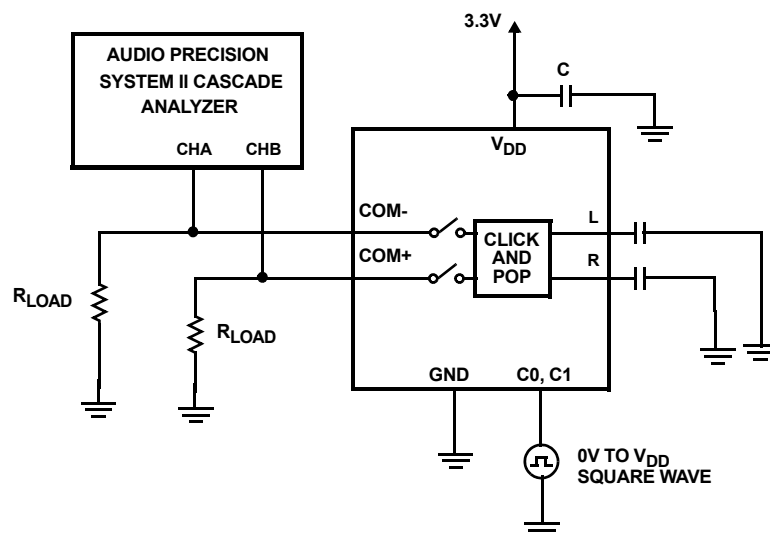 3.3V
AUDIO PRECISION
SYSTEM II CASCADE
ANALYZER
CHA CHB
C
VDD
COM-
COM+
CLICK
AND
POP
L
R
RLOAD
RLOAD
GND
C0, C1
0V TO VDD
SQUARE WAVE